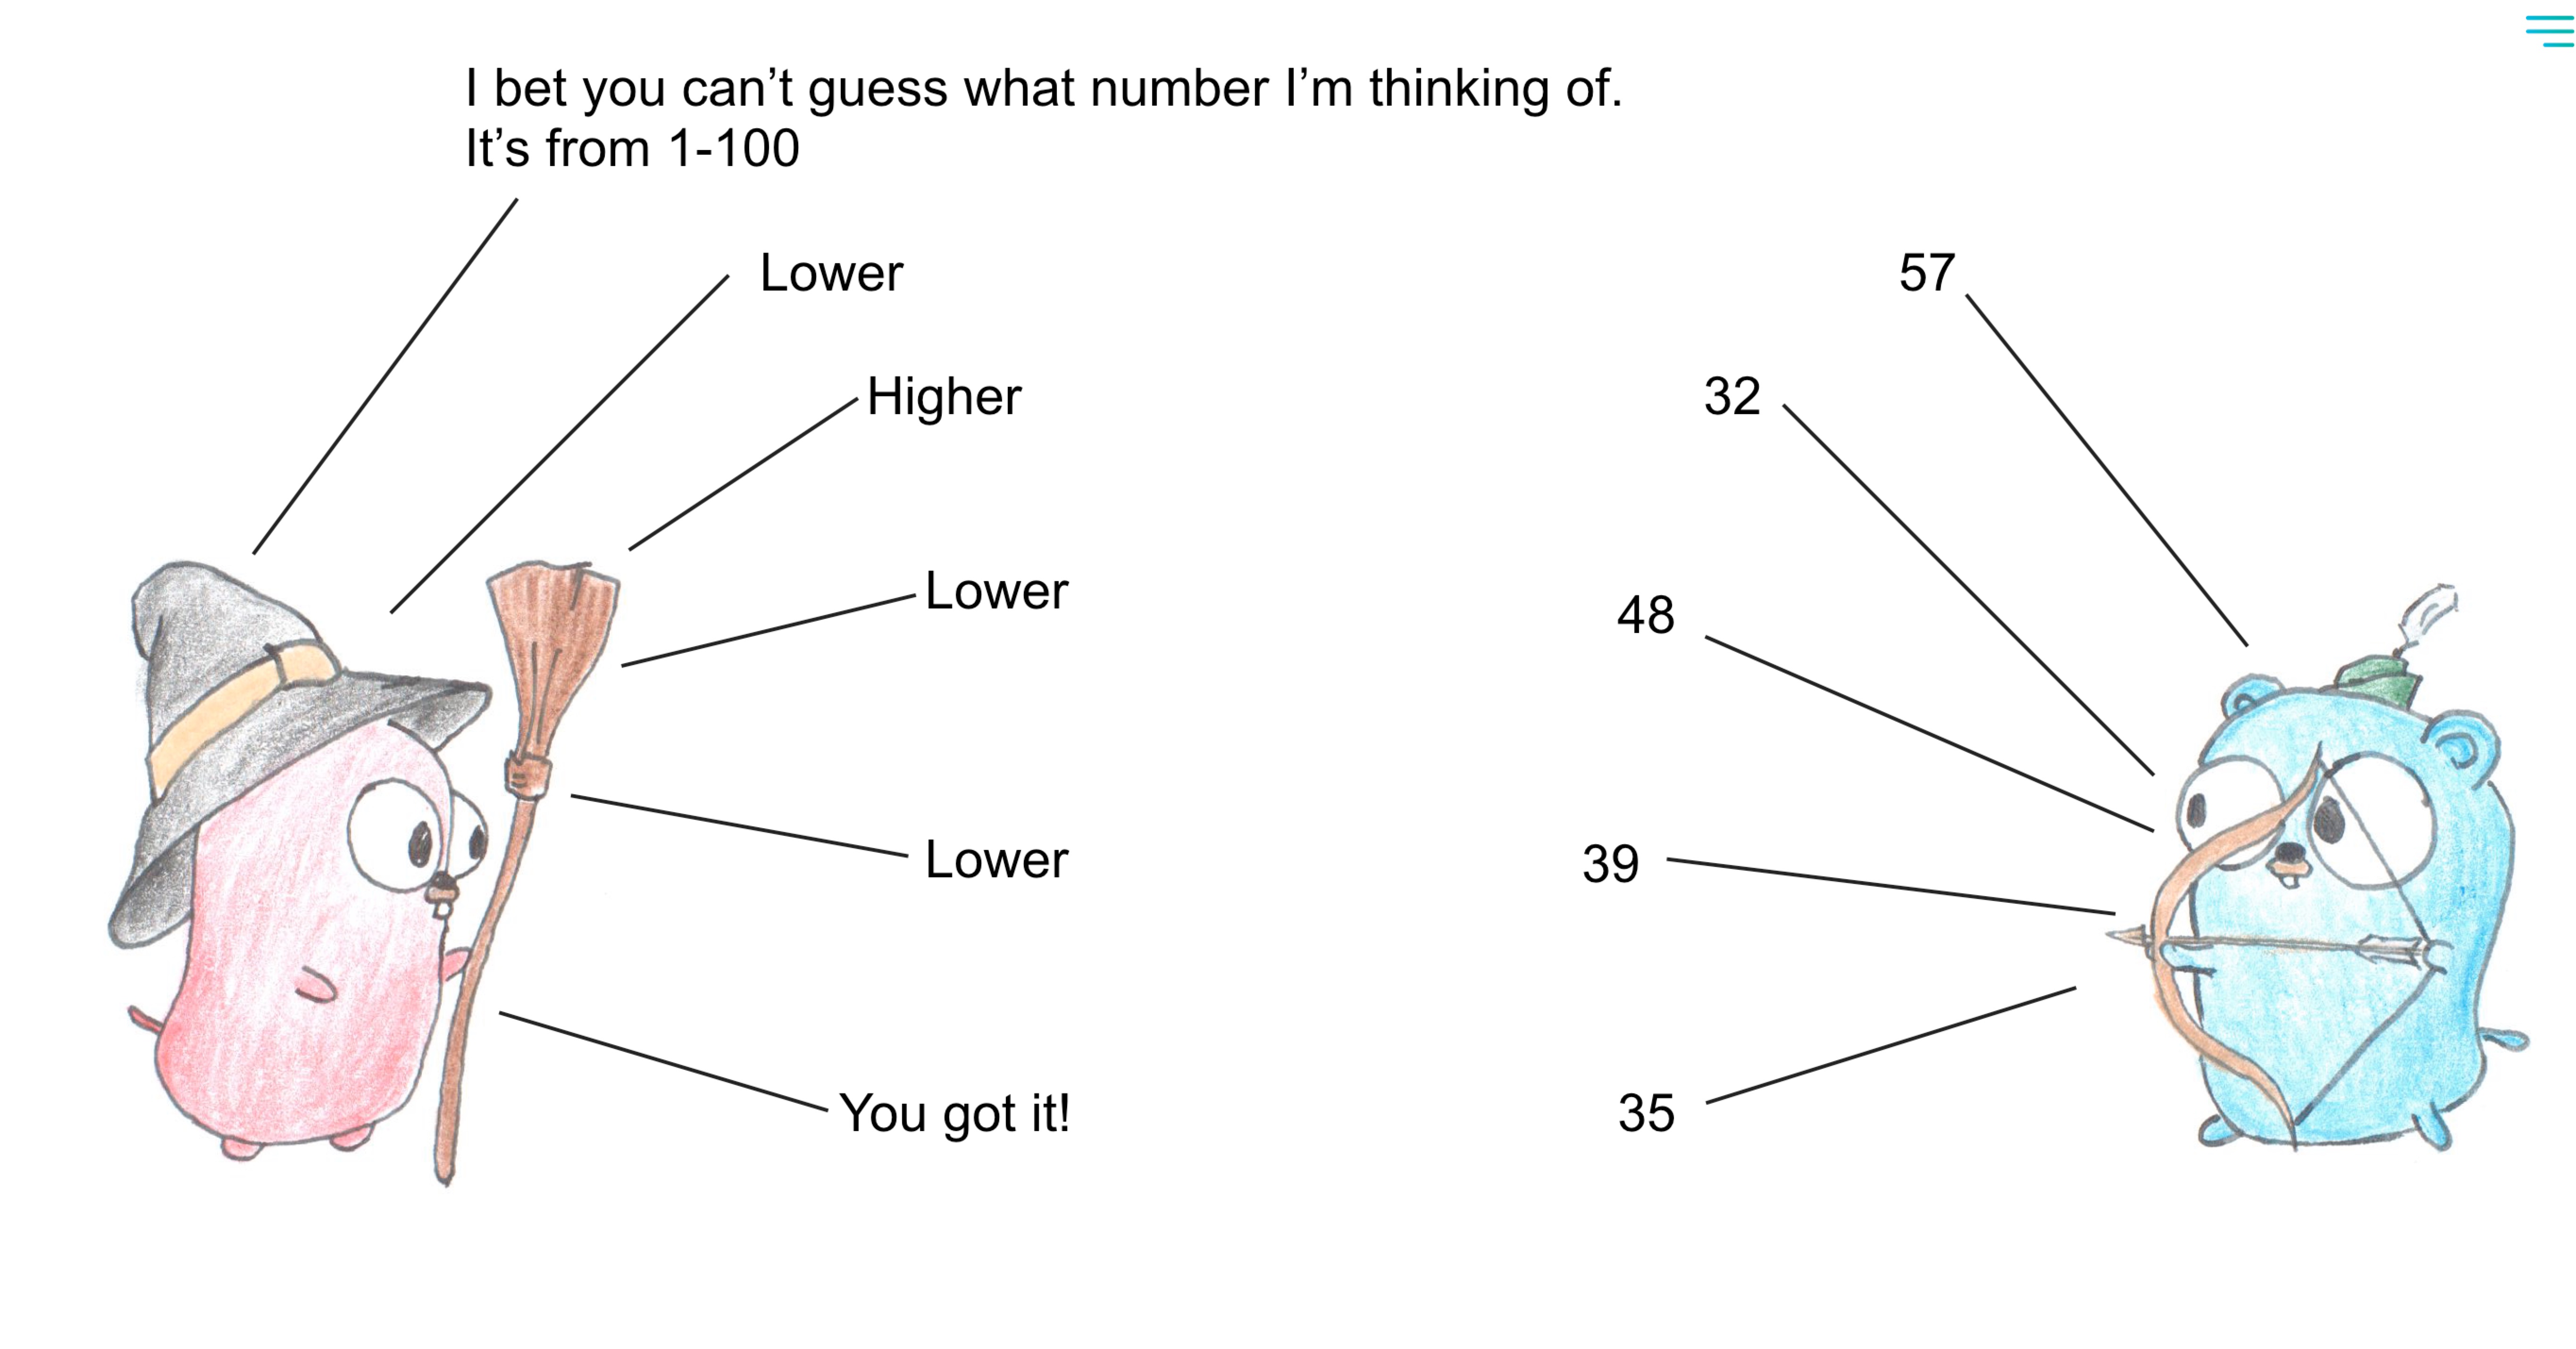 I bet you can’t guess what number I’m thinking of.
It’s from 1-100
57
Lower
32
Higher
48
Lower
39
Lower
35
You got it!